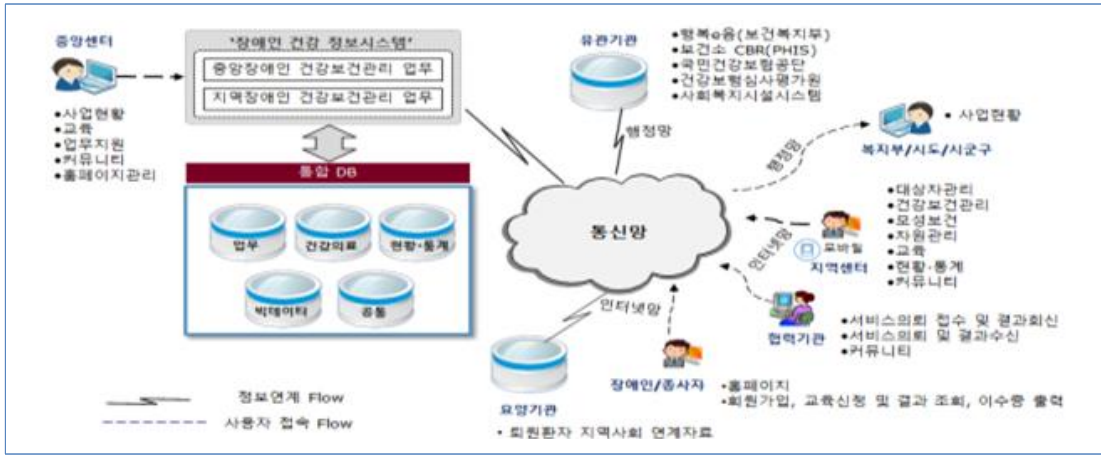 중앙센터
•사업현황
•교육
•업무지원
•커뮤니티
•홈페이지관리
'장애인 건강 정보시스템'
중앙장애인 건강보건관리 업무
지역장애인 건강보건관리 업무
통합 DB
업무
건강의료
현황·통계
빅데이터
공통
유관기관
•행복e음(보건복지부)
•보건소 CBR(PHIS)
•국민건강보험공단
•건강보험심사평가원
•사회복지시설시스템
행정망
통신망
행정망
• 사업현황
복지부/시도/시군구
인터넷망
모바일
지역센터
•대상자관리
•건강보건관리
•모성보건
•자원관리
•교육
•현황·통계
•커뮤니티
협력기관
•서비스의뢰 접수 및 결과회신
•서비스의뢰 및 결과수신
•커뮤니티
인터넷망
요양기관
• 퇴원환자 지역사회 연계자료
장애인/종사자
•홈페이지
•회원가입, 교육신청 및 결과 조회, 이수증 출력
정보연계 Flow
사용자 접속 Flow